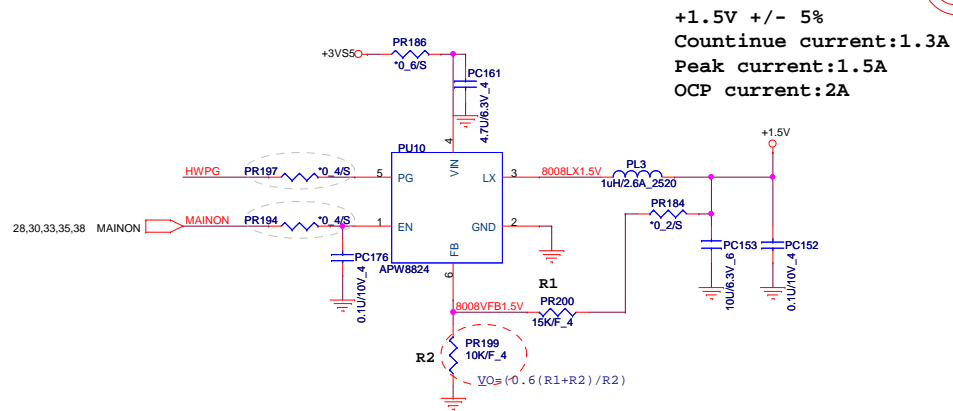 +1.5V +/- 5%
Countinue current:1.3A
Peak current:1.5A
OCP current:2A
+3VS5
PR186
*0_6/S
PC161
4.7U/6.3V_4
+1.5V
PU10
4
VIN
HWPG
PR197
*0_4/S
5
PG
LX
3
8008LX1.5V
PL3
1uH/2.6A_2520
PR184
*0_2/S
28,30,33,35,38
MAINON
MAINON
PR194
*0_4/S
1
EN
GND
2
FB
6
PC176
0.1U/10V_4
APW8824
PC153
10U/6.3V_6
PC152
0.1U/10V_4
R1
8008VFB1.5V
PR200
15K/F_4
R2
PR199
10K/F_4
VO=(0.6(R1+R2)/R2)